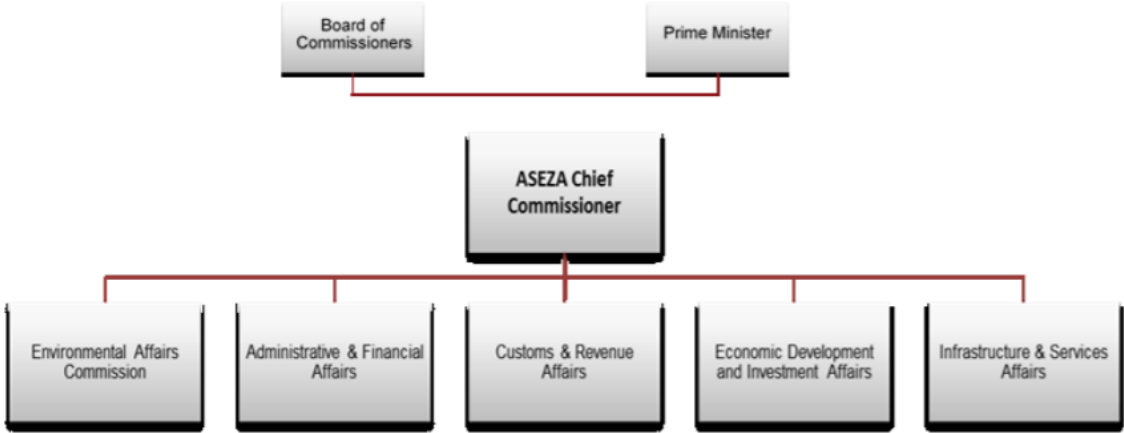 Board of
Commissioners
Prime Minister
ASEZA Chief
Commissioner
Environmental Affairs
Commission
Administrative & Financial
Affairs
Customs & Revenue
Affairs
Economic Development
and Investment Affairs
Infrastructure & Services
Affairs